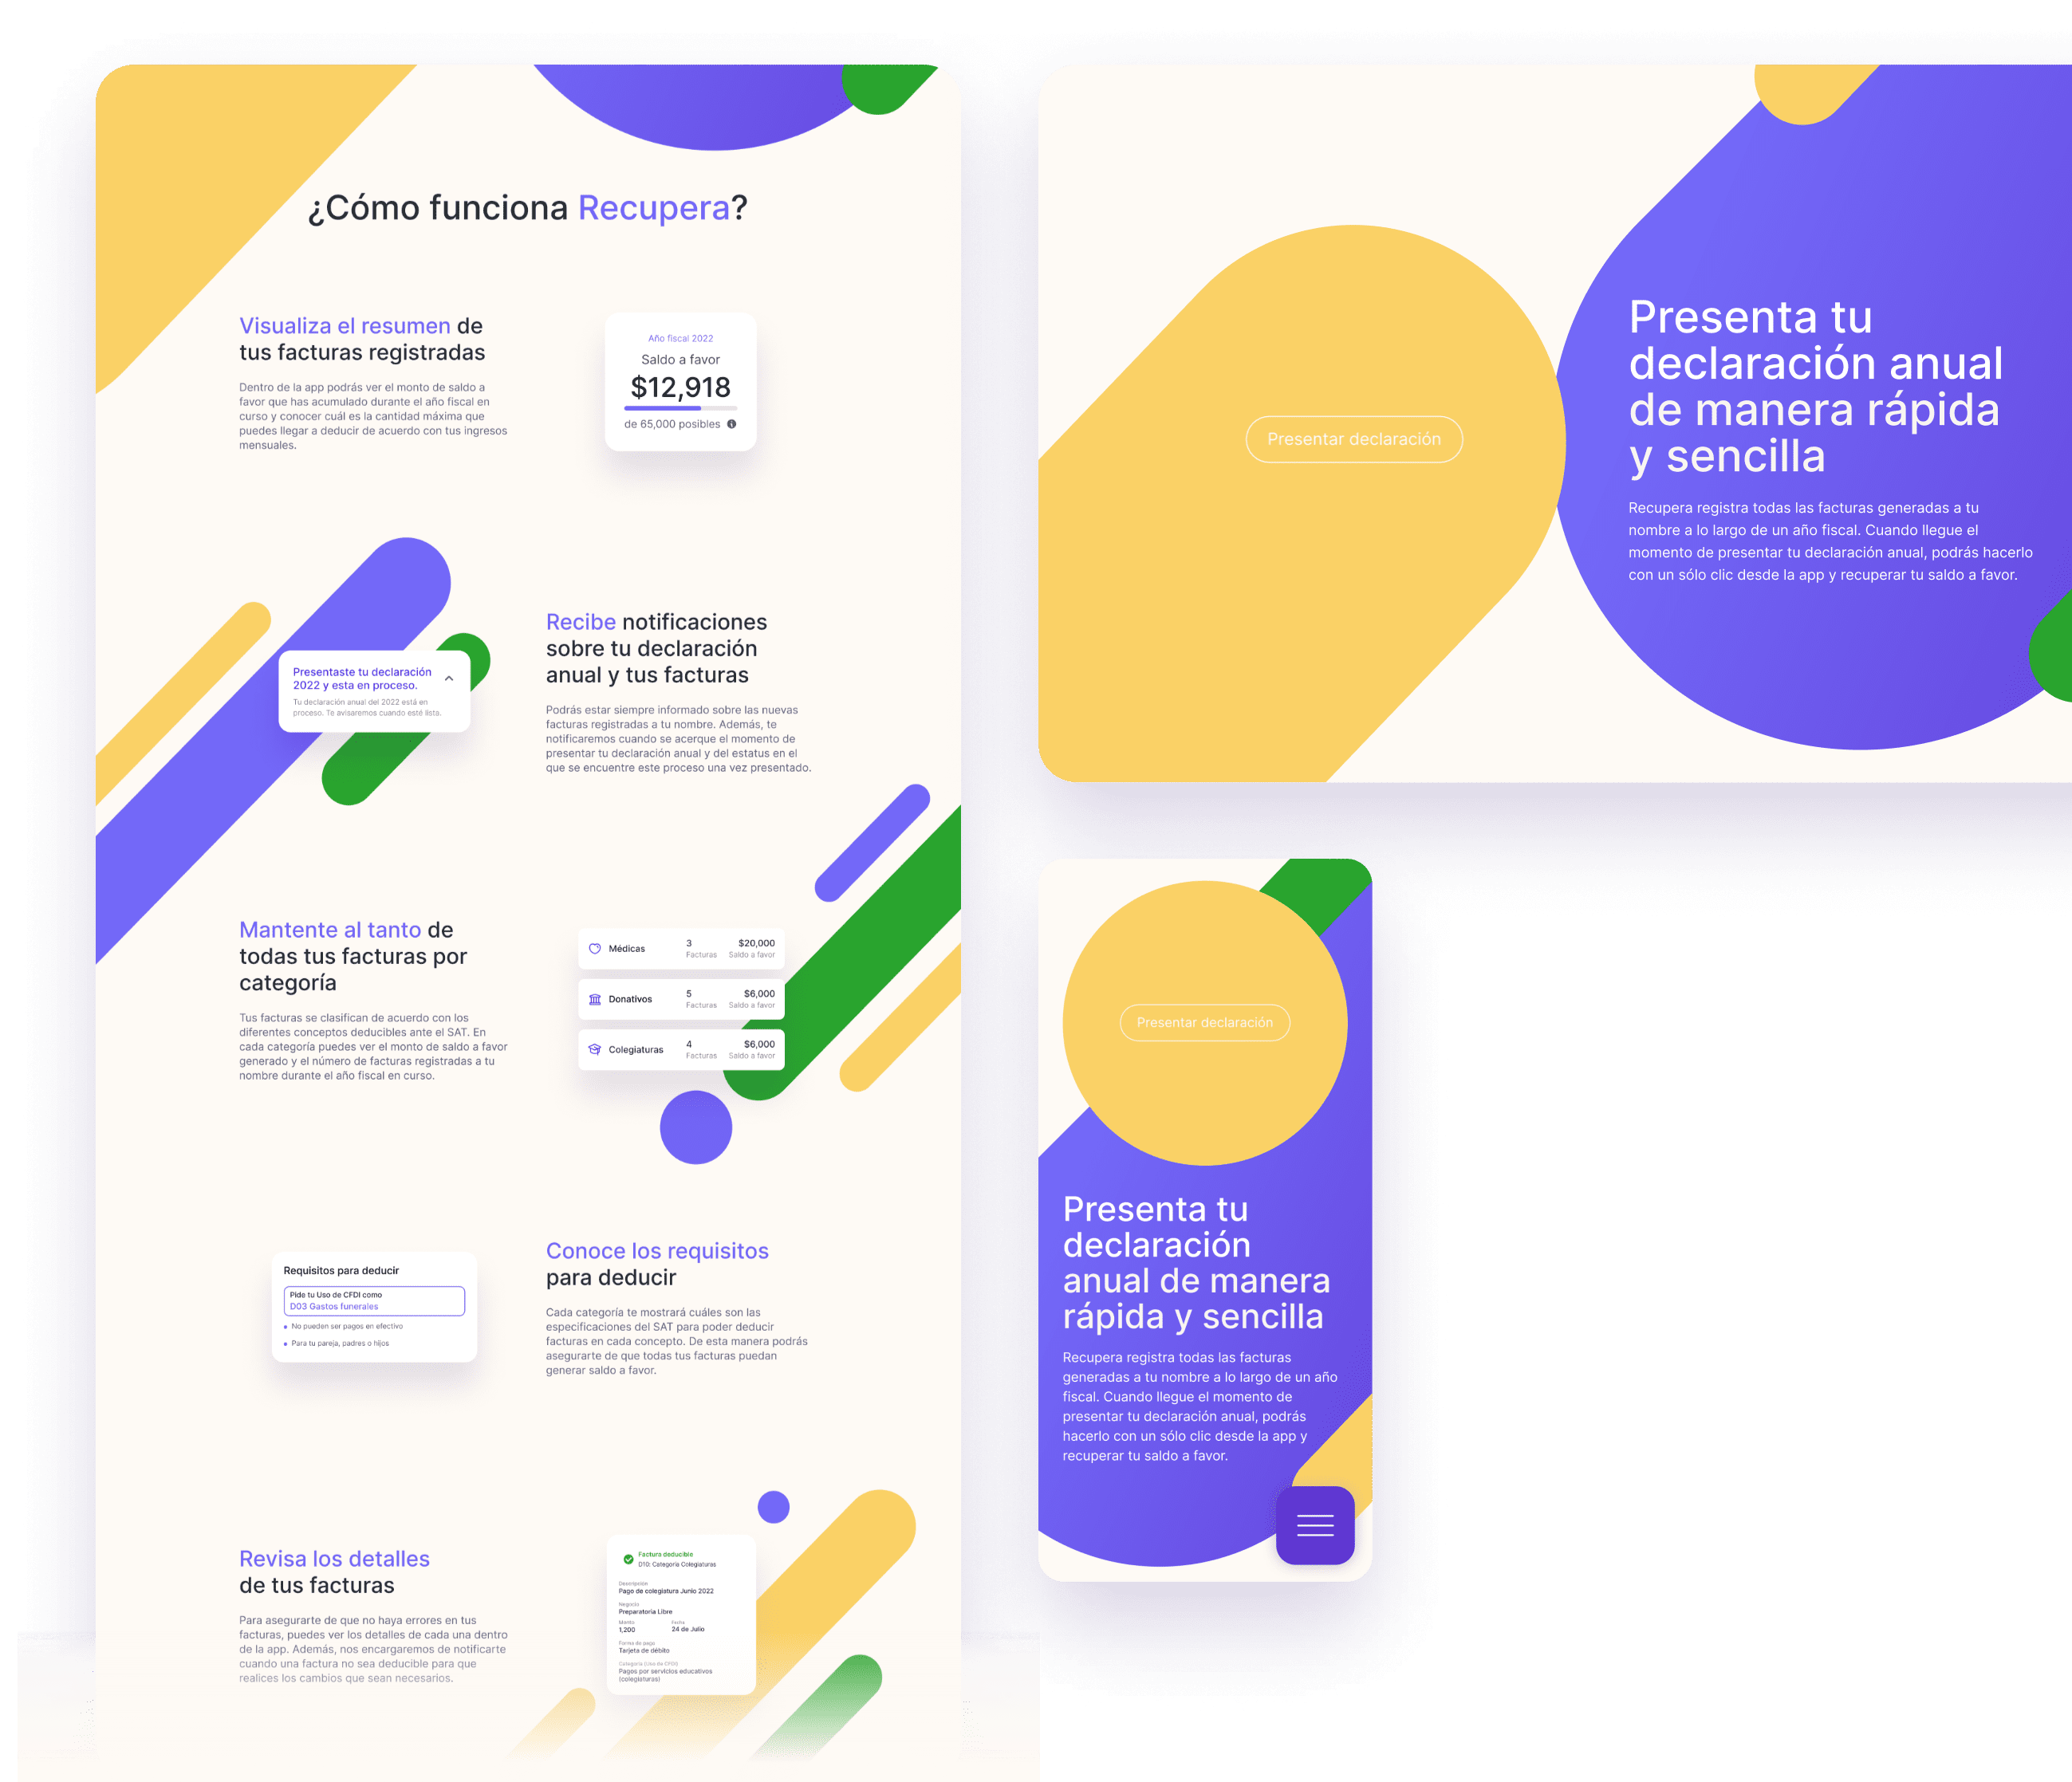 ¿Cómo funciona Recupera?
Visualiza el resumen de
tus facturas registradas
Dentro de la app podrás ver el monto de saldo a
favor que has acumulado durante el año fiscal en
curso y conocer cuál es la cantidad máxima que
puedes llegar a deducir de acuerdo con tus ingresos
mensuales.
Año fiscal 2022
Saldo a favor
$12,918
de 65,000 posibles
Presentaste tu declaración
2022 y esta en proceso.
Tu declaración anual del 2022 está en
proceso. Te avisaremos cuando esté lista.
Recibe notificaciones
sobre tu declaración
anual y tus facturas
Podrás estar siempre informado sobre las nuevas
facturas registradas a tu nombre. Además, te
notificaremos cuando se acerque el momento de
presentar tu declaración anual y del estatus en el
que se encuentre este proceso una vez presentado.
Mantente al tanto de
todas tus facturas por
categoría
Tus facturas se clasifican de acuerdo con los
diferentes conceptos deducibles ante el SAT. En
cada categoría puedes ver el monto de saldo a favor
generado y el número de facturas registradas a tu
nombre durante el año fiscal en curso.
Médicas 3 $20,000
Facturas Saldo a favor
Donativos 5 $6,000
Facturas Saldo a favor
Colegiaturas 4 $6,000
Facturas Saldo a favor
Requisitos para deducir
Pide tu Uso de CFDI como
D03 Gastos funerales
No pueden ser pagos en efectivo
Para tu pareja, padres o hijos
Conoce los requisitos
para deducir
Cada categoría te mostrará cuáles son las
especificaciones del SAT para poder deducir
facturas en cada concepto. De esta manera podrás
asegurarte de que todas tus facturas puedan
generar saldo a favor.
Revisa los detalles
de tus facturas
Para asegurarte de que no haya errores en tus
facturas, puedes ver los detalles de cada una dentro
de la app. Además, nos encargaremos de notificarte
cuando una factura no sea deducible para que
realices los cambios que sean necesarios.
Factura deducible
D10: Categoría Colegiaturas
Descripción
Pago de colegiatura Junio 2022
Negocio
Preparatoria Libre
Monto Fecha
1,200 24 de Julio
Forma de pago
Tarjeta de débito
Categoría (Uso de CFDI)
Pagos por servicios educativos
(colegiaturas)
Presentar declaración
Presenta tu
declaración anual
de manera rápida
y sencilla
Recupera registra todas las facturas generadas a tu
nombre a lo largo de un año fiscal. Cuando llegue el
momento de presentar tu declaración anual, podrás hacerlo
con un sólo clic desde la app y recuperar tu saldo a favor.
Presentar declaración
Presenta tu
declaración
anual de manera
rápida y sencilla
Recupera registra todas las facturas
generadas a tu nombre a lo largo de un año
fiscal. Cuando llegue el momento de
presentar tu declaración anual, podrás
hacerlo con un sólo clic desde la app y
recuperar tu saldo a favor.